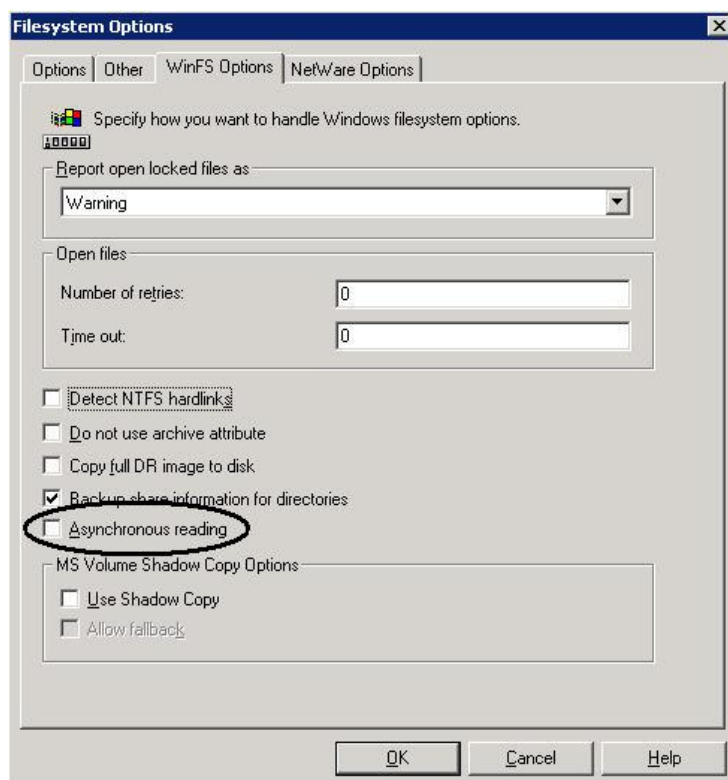 Filesystem Options
Options Other WinFS Options NetWare Options
Specify how you want to handle Windows filesystem options.
Report open locked files as
Warning
Open files
Number of retries: 0
Time out: 0
Detect NTFS hardlinks
Do not use archive attribute
Copy full DR image to disk
Backup share information for directories
Asynchronous reading
MS Volume Shadow Copy Options
Use Shadow Copy
Allow fallback
OK Cancel Help